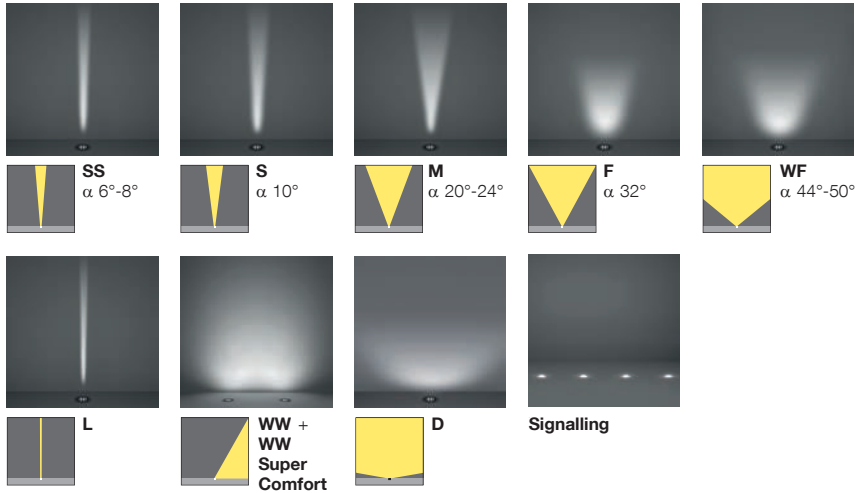 SS
α 6°-8°
S
α 10°
M
α 20°-24°
F
α 32°
WF
α 44°-50°
L
WW +
WW
Super
Comfort
D
Signalling